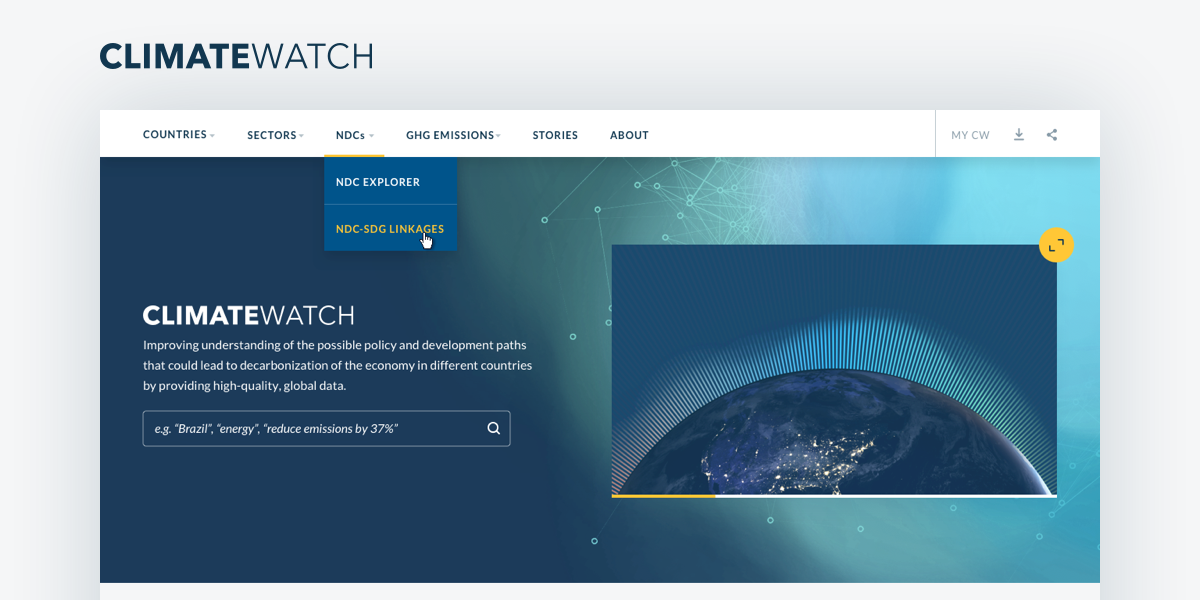 CLIMATEWATCH
COUNTRIES SECTORS NDCs GHG EMISSIONS STORIES ABOUT MY CW
NDC EXPLORER
NDC-SDG LINKAGES
CLIMATEWATCH
Improving understanding of the possible policy and development paths
that could lead to decarbonization of the economy in different countries
by providing high-quality, global data.
e.g. “Brazil”, “energy”, “reduce emissions by 37%”